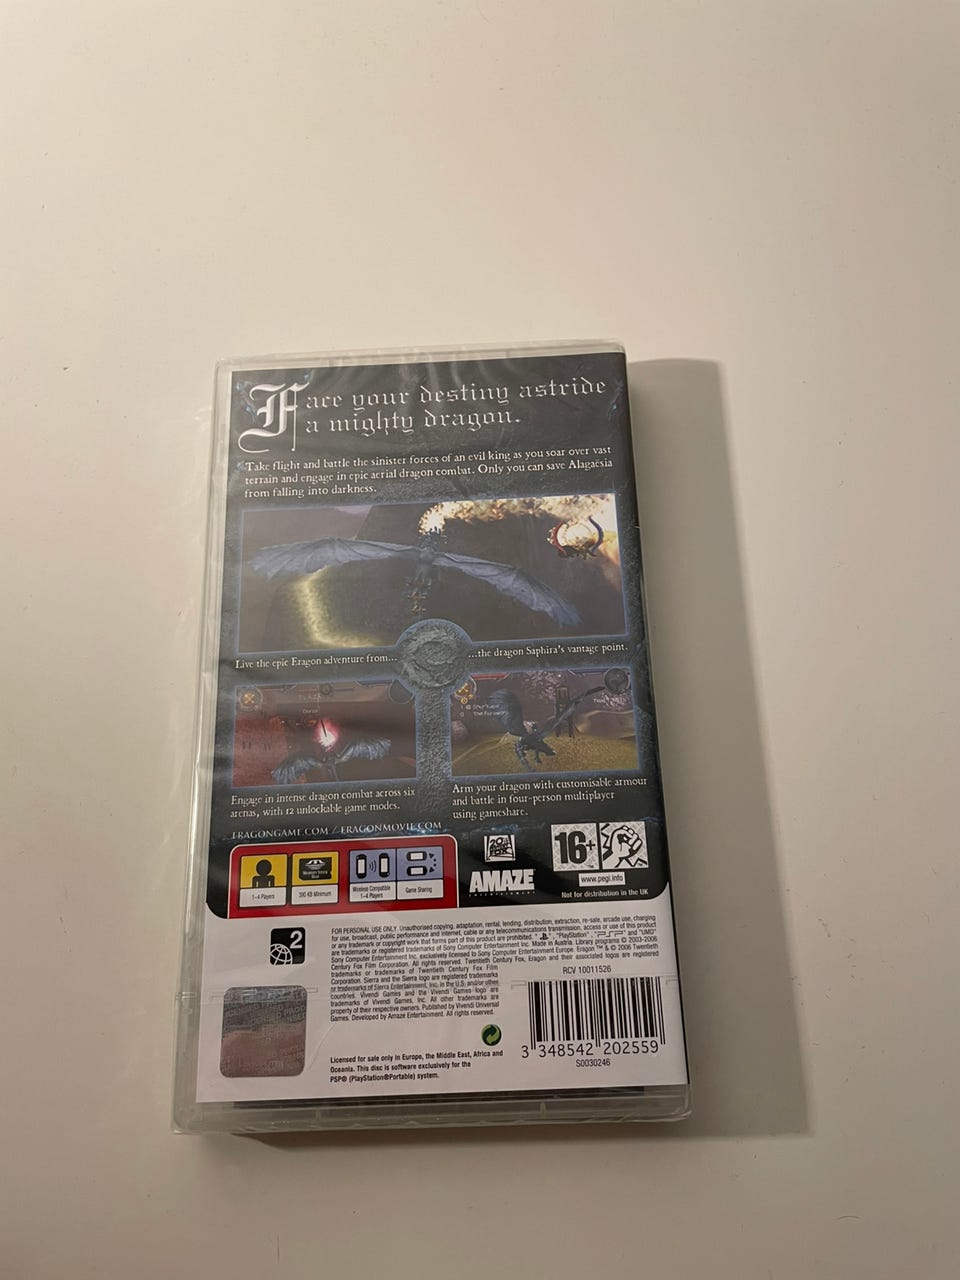 Face your destiny astride
a mighty dragon.
Take flight and battle the sinister forces of an evil king as you soar over vast
terrain and engage in epic aerial dragon combat. Only you can save Alagaësia
from falling into darkness.
Live the epic Eragon adventure from...
...the dragon Saphira's vantage point.
Durza
Engage in intense dragon combat across six
arenas, with 12 unlockable game modes.
Arm your dragon with customisable armour
and battle in four-person multiplayer
using gameshare.
ERAGONGAME.COM / ERAGONMOVIE.COM
1-4 Players
Memory Stick Duo
390 KB Minimum
Wireless Compatible
1-4 Players
Game Sharing
20th Century Fox
AMAZE
ENTERTAINMENT
16+
www.pegi.info
Not for distribution in the UK
2
FOR PERSONAL USE ONLY. Unauthorised copying, adaptation, rental, lending, distribution, extraction, re-sale, arcade use, charging
for use, broadcast, public performance and internet, cable or any telecommunications transmission, access or use of this product
or any trademark or copyright work that forms part of this product are prohibited. "PlayStation", "PSP" and "UMD"
are trademarks or registered trademarks of Sony Computer Entertainment Inc. Made in Austria. Library programs © 2003-2006
Sony Computer Entertainment Inc. exclusively licensed to Sony Computer Entertainment Europe. Eragon ™ & © 2006 Twentieth
Century Fox Film Corporation. All rights reserved. Twentieth Century Fox, Eragon and their associated logos are registered
trademarks or trademarks of Twentieth Century Fox Film
Corporation. Sierra and the Sierra logo are registered trademarks
or trademarks of Sierra Entertainment, Inc. in the U.S. and/or other
countries. Vivendi Games and the Vivendi Games logo are
trademarks of Vivendi Games, Inc. All other trademarks are
property of their respective owners. Published by Vivendi Universal
Games. Developed by Amaze Entertainment. All rights reserved.
RCV 10011526
3 348542 202559
S0030246
Licensed for sale only in Europe, the Middle East, Africa and
Oceania. This disc is software exclusively for the
PSP® (PlayStation®Portable) system.